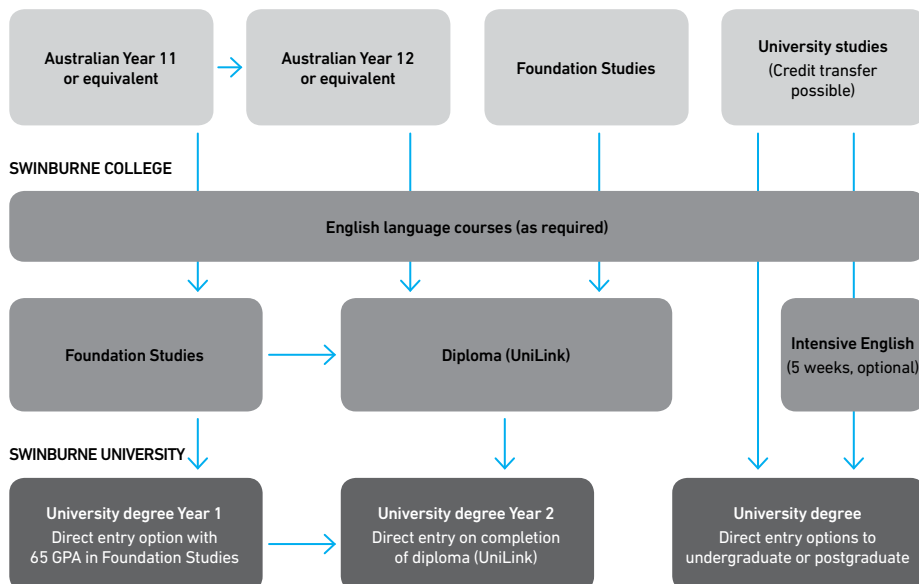 Australian Year 11
or equivalent
Australian Year 12
or equivalent
Foundation Studies
University studies
(Credit transfer
possible)
SWINBURNE COLLEGE
English language courses (as required)
Foundation Studies
Diploma (UniLink)
Intensive English
(5 weeks, optional)
SWINBURNE UNIVERSITY
University degree Year 1
Direct entry option with
65 GPA in Foundation Studies
University degree Year 2
Direct entry on completion
of diploma (UniLink)
University degree
Direct entry options to
undergraduate or postgraduate